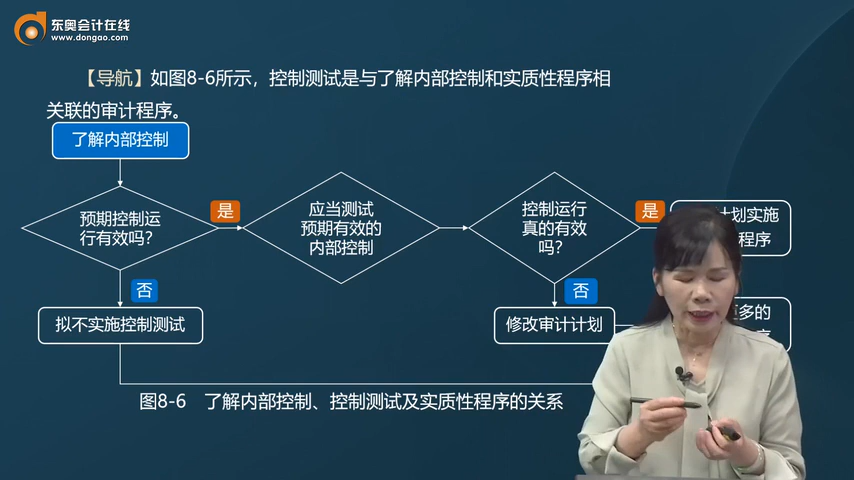 东奥会计在线
www.dongao.com
【导航】如图8-6所示，控制测试是与了解内部控制和实质性程序相
关联的审计程序。
了解内部控制
预期控制运
行有效吗？
是
应当测试
预期有效的
内部控制
控制运行
真的有效
吗？
是
计划实施
程序
否
拟不实施控制测试
否
修改审计计划
更多的
图8-6 了解内部控制、控制测试及实质性程序的关系